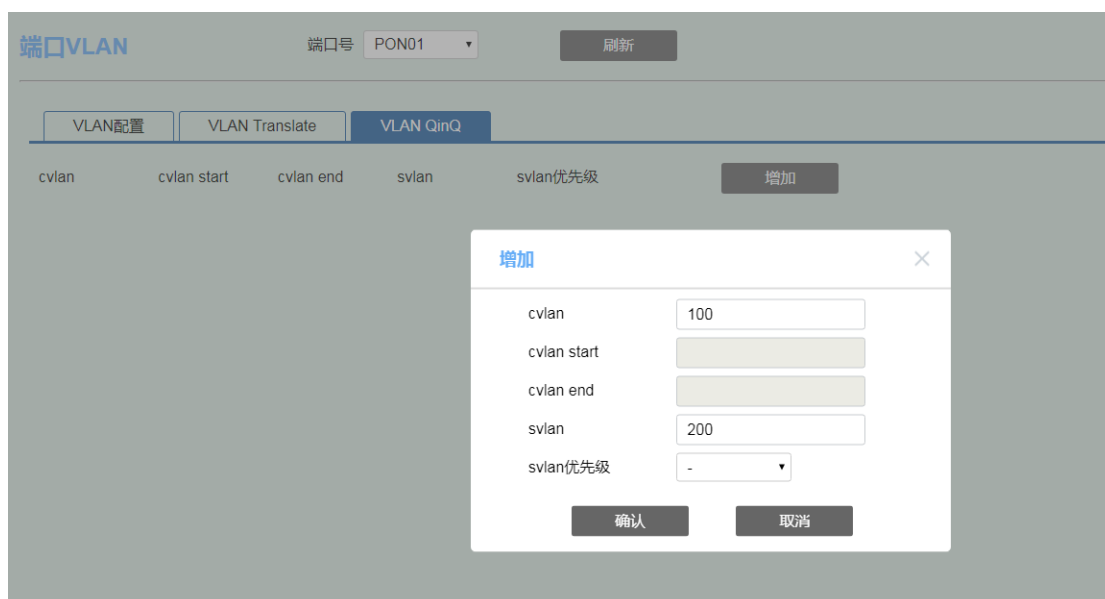 端口VLAN 端口号 PON01 刷新
VLAN配置 VLAN Translate VLAN QinQ
cvlan cvlan start cvlan end svlan svlan优先级 增加
增加
cvlan 100
cvlan start
cvlan end
svlan 200
svlan优先级 -
确认 取消